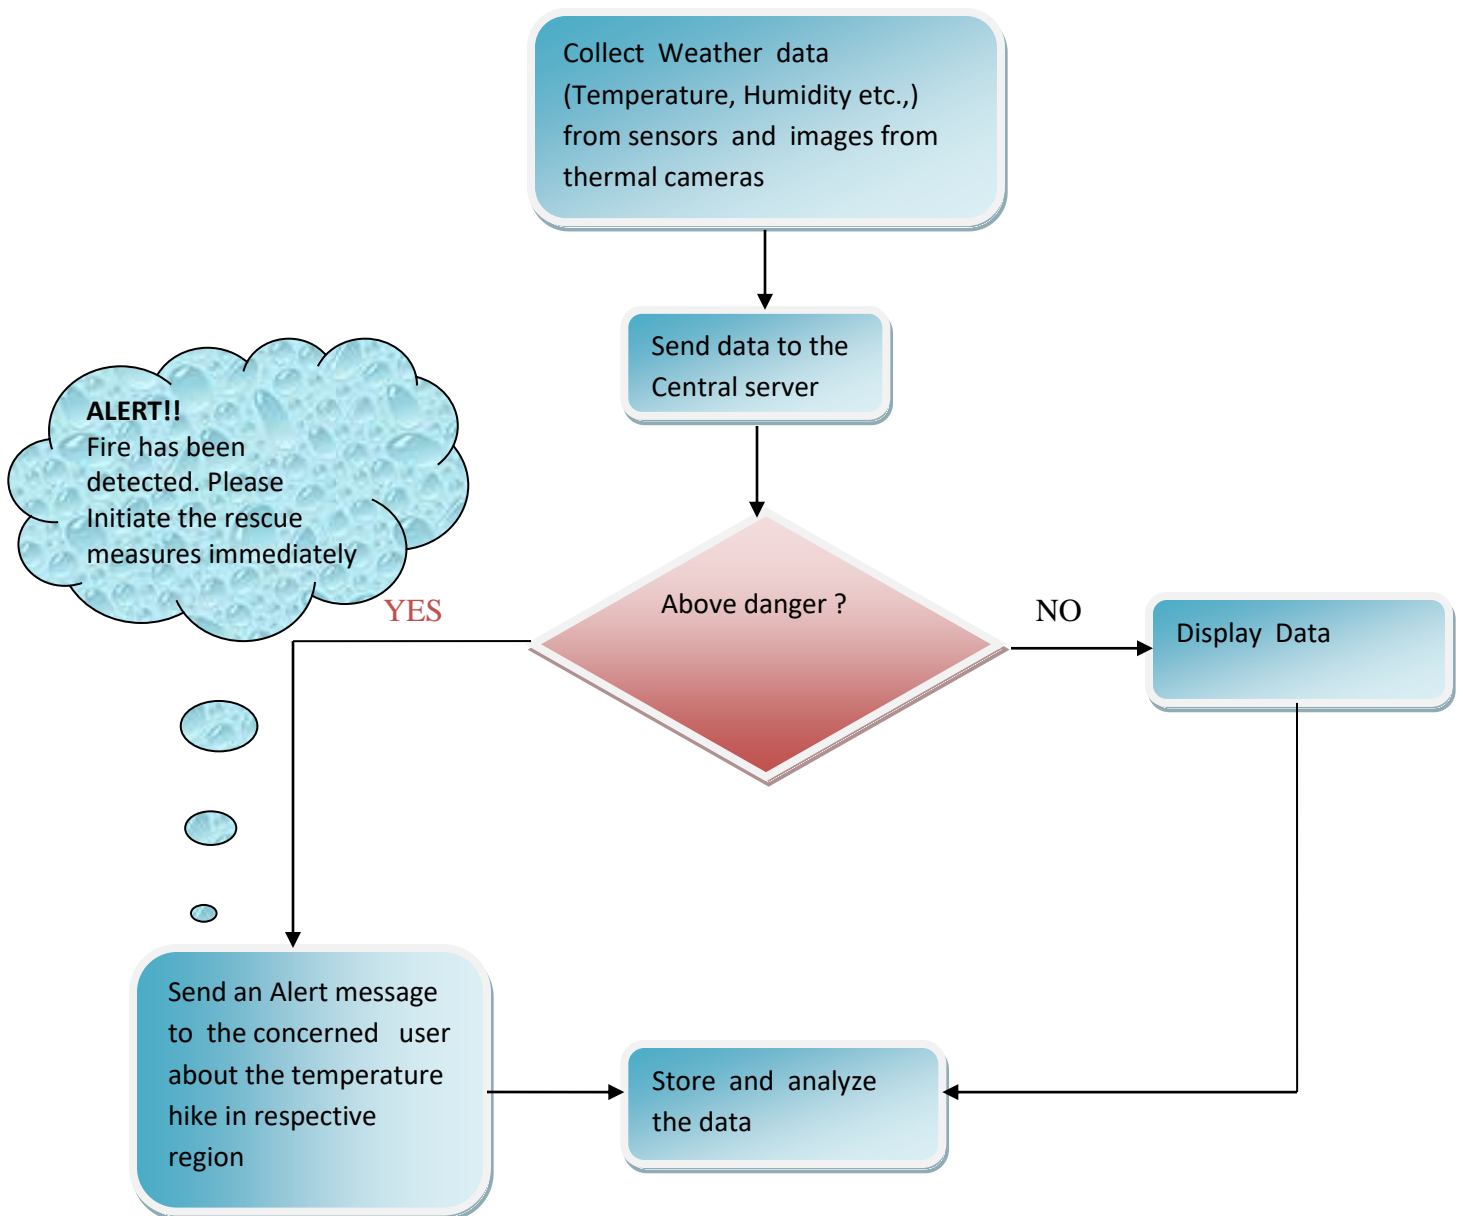 Collect Weather data
(Temperature, Humidity etc.,)
from sensors and images from
thermal cameras
Send data to the
Central server
ALERT!!
Fire has been
detected. Please
Initiate the rescue
measures immediately
Above danger ?
YES
NO
Display Data
Send an Alert message
to the concerned user
about the temperature
hike in respective
region
Store and analyze
the data